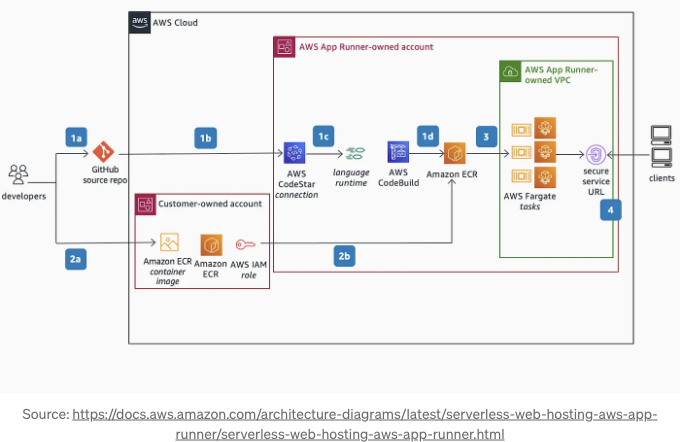 aws
AWS Cloud
AWS App Runner-owned account
AWS App Runner-
owned VPC
1a
1b
1c
1d
3
GitHub
source repo
AWS
CodeStar
connection
language
runtime
AWS
CodeBuild
Amazon ECR
AWS Fargate
tasks
secure
service
URL
clients
developers
Customer-owned account
4
2a
Amazon ECR
container
image
Amazon
ECR
AWS IAM
role
2b
Source: https://docs.aws.amazon.com/architecture-diagrams/latest/serverless-web-hosting-aws-app-
runner/serverless-web-hosting-aws-app-runner.html